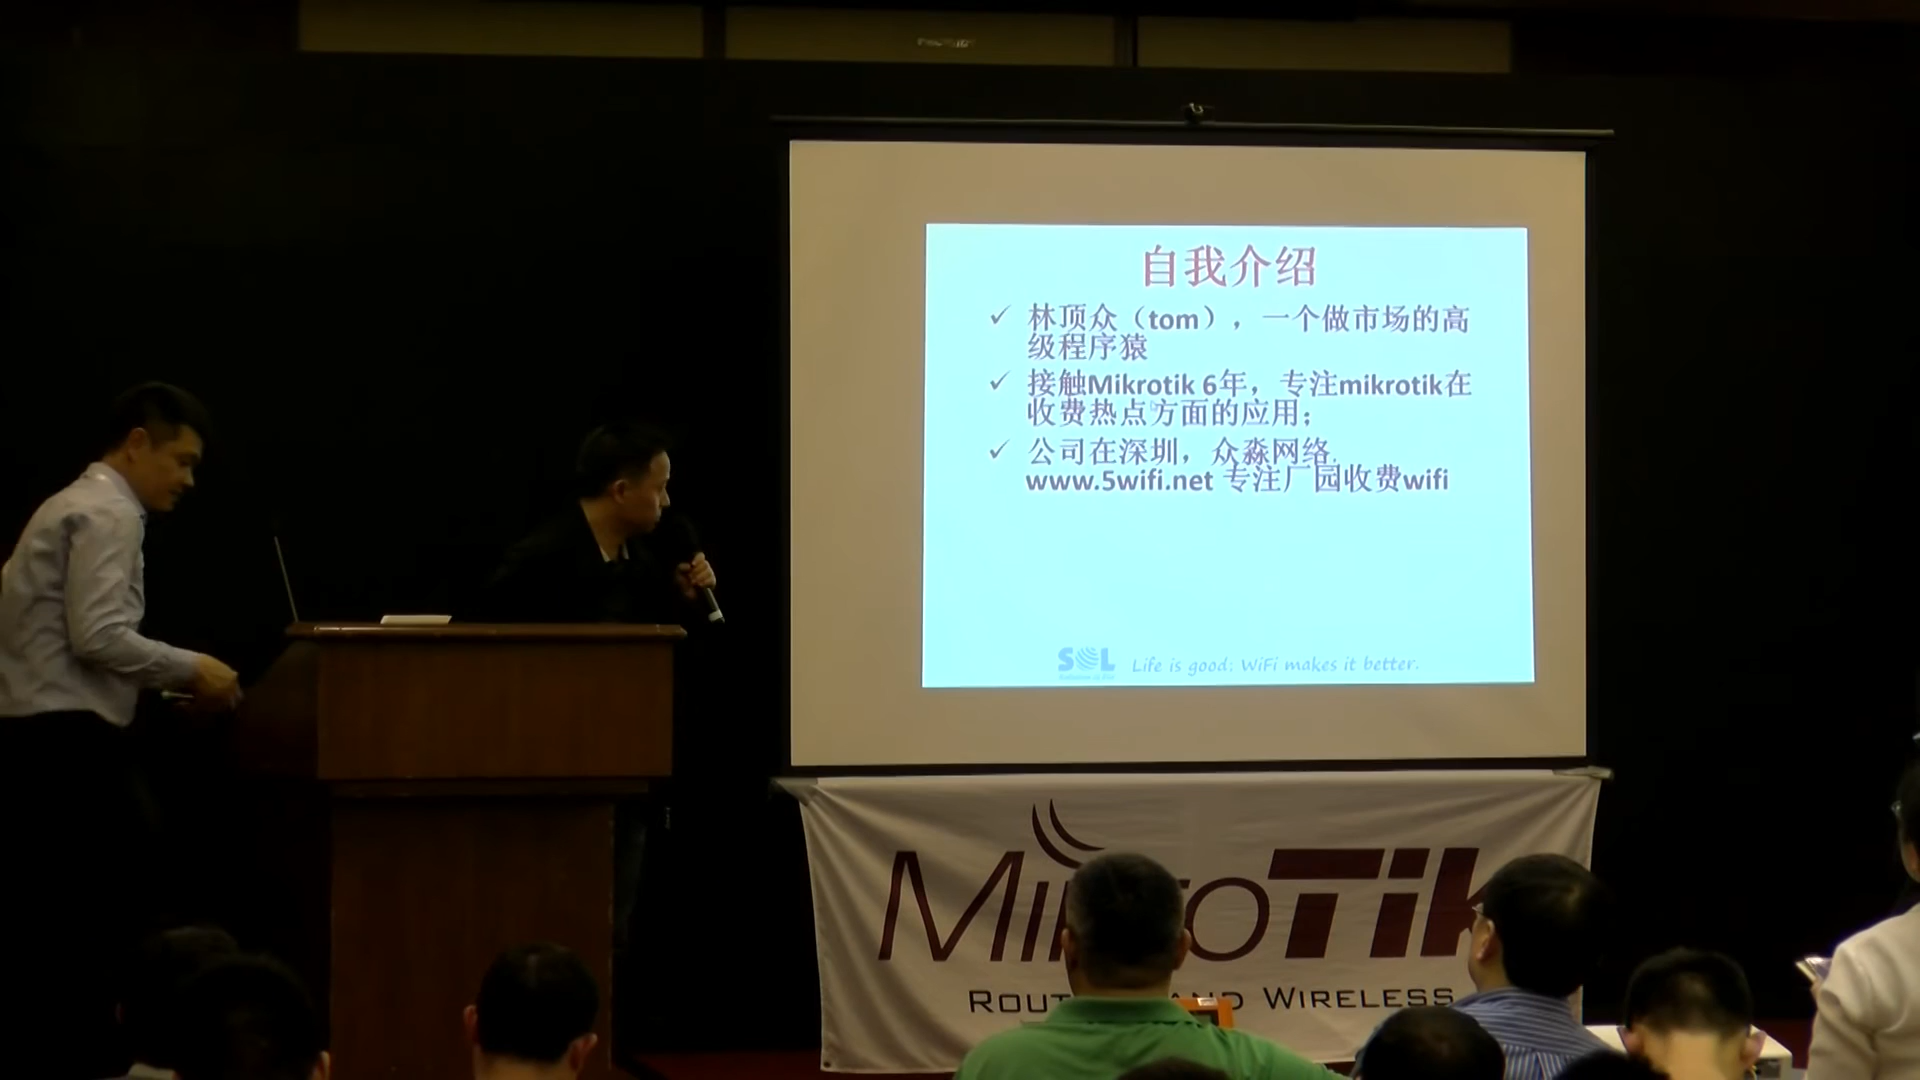 自我介绍
林顶众（tom），一个做市场的高
级程序猿
接触Mikrotik 6年，专注mikrotik在
收费热点方面的应用；
公司在深圳，众淼网络.
www.5wifi.net 专注厂园收费wifi
SOL Life is good: WiFi makes it better.
MikroTik
WIRELESS